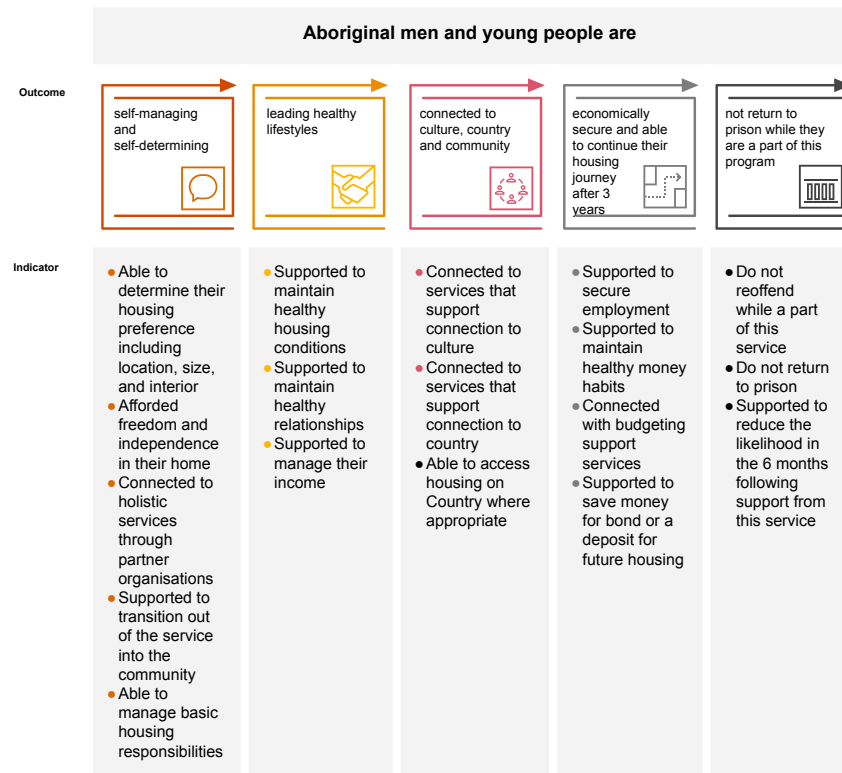 Aboriginal men and young people are
Outcome
self-managing
and
self-determining
leading healthy
lifestyles
connected to
culture, country
and community
economically
secure and able
to continue their
housing
journey
after 3
years
not return to
prison while they
are a part of this
program
Indicator
● Able to
determine their
housing
preference
including
location, size,
and interior
● Afforded
freedom and
independence
in their home
● Connected to
holistic
services
through
partner
organisations
● Supported to
transition out
of the service
into the
community
● Able to
manage basic
housing
responsibilities
● Supported to
maintain
healthy
housing
conditions
● Supported to
maintain
healthy
relationships
● Supported to
manage their
income
● Connected to
services that
support
connection to
culture
● Connected to
services that
support
connection to
country
● Able to access
housing on
Country where
appropriate
● Supported to
secure
employment
● Supported to
maintain
healthy money
habits
● Connected
with budgeting
support
services
● Supported to
save money
for bond or a
deposit for
future housing
● Do not
reoffend
while a part
of this
service
● Do not return
to prison
● Supported to
reduce the
likelihood in
the 6 months
following
support from
this service